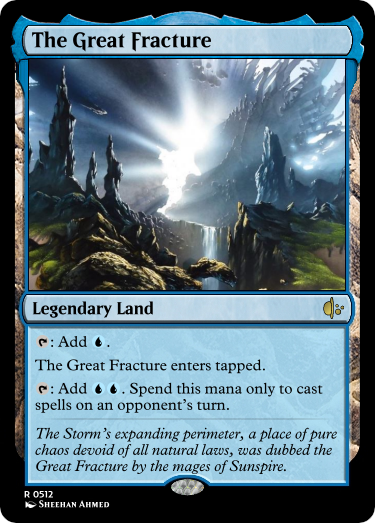 The Great Fracture
Legendary Land
: Add .
The Great Fracture enters tapped.
: Add . Spend this mana only to cast
spells on an opponent's turn.
The Storm's expanding perimeter, a place of pure
chaos devoid of all natural laws, was dubbed the
Great Fracture by the mages of Sunspire.
R 0512
Sheehan Ahmed